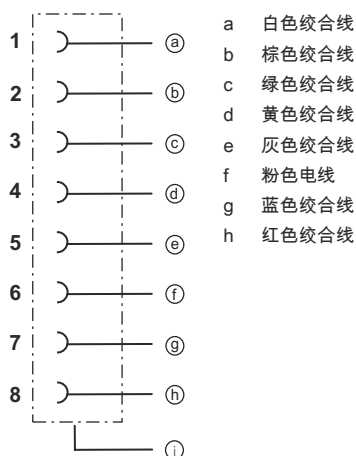 1 ⓐ
2 ⓑ
3 ⓒ
4 ⓓ
5 ⓔ
6 ⓕ
7 ⓖ
8 ⓗ
ⓘ
a 白色绞合线
b 棕色绞合线
c 绿色绞合线
d 黄色绞合线
e 灰色绞合线
f 粉色电线
g 蓝色绞合线
h 红色绞合线